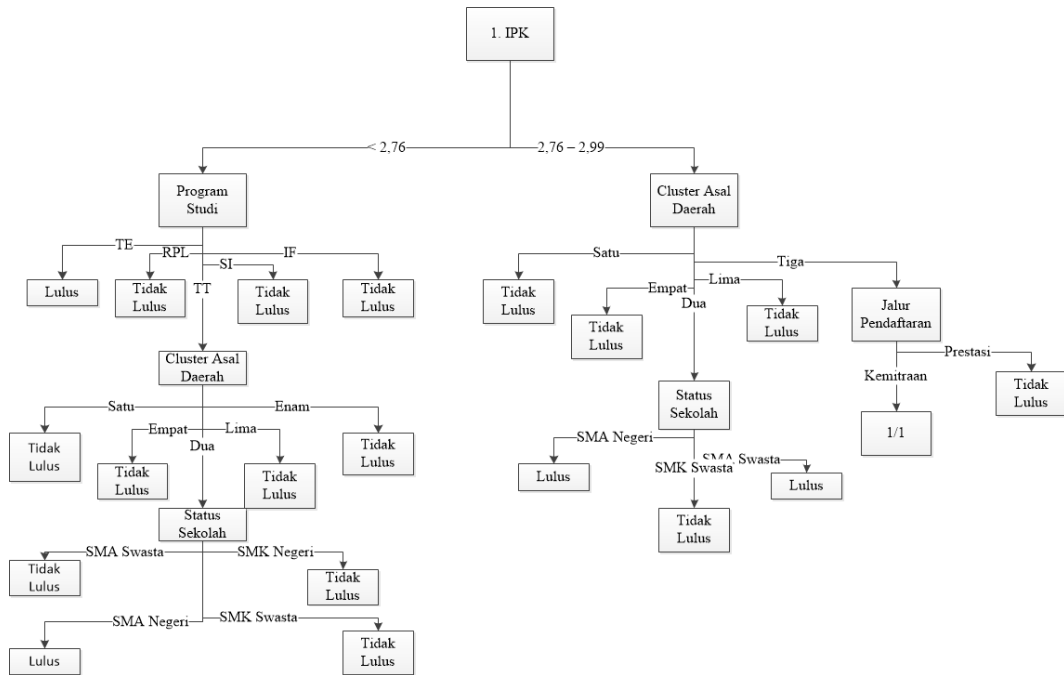 1. IPK
< 2,76
2,76 – 2,99
Program
Studi
Cluster Asal
Daerah
TE
RPL
SI
IF
TT
Lulus
Tidak
Lulus
Tidak
Lulus
Tidak
Lulus
Satu
Empat
Dua
Lima
Tiga
Tidak
Lulus
Tidak
Lulus
Tidak
Lulus
Jalur
Pendaftaran
Kemitraan
Prestasi
1/1
Tidak
Lulus
Cluster Asal
Daerah
Satu
Empat
Dua
Lima
Enam
Tidak
Lulus
Tidak
Lulus
Tidak
Lulus
Tidak
Lulus
Status
Sekolah
SMA Negeri
SMK Swasta
SMA Swasta
Lulus
Tidak
Lulus
Lulus
Status
Sekolah
SMA Swasta
SMK Negeri
Tidak
Lulus
Tidak
Lulus
SMA Negeri
SMK Swasta
Lulus
Tidak
Lulus